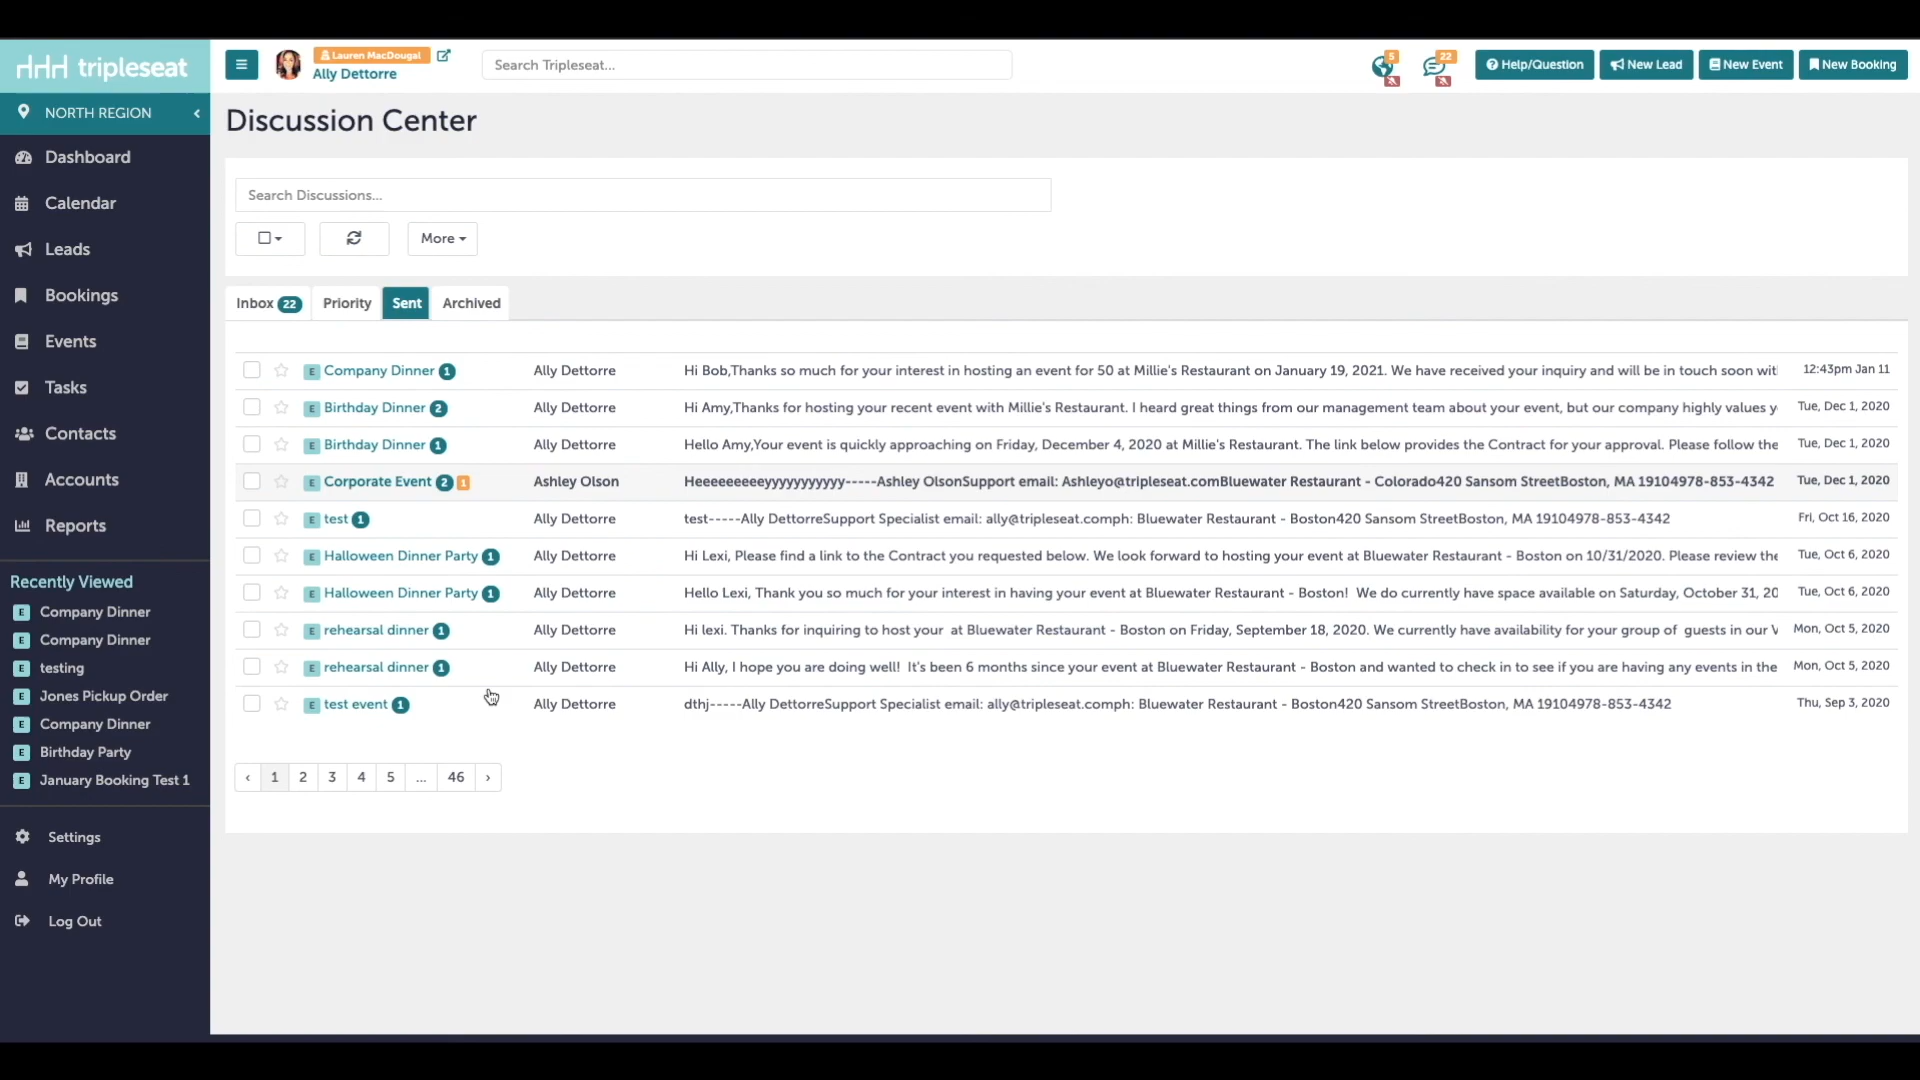 tripleseat
Lauren MacDougal
Ally Dettorre
Search Tripleseat...
5
22
Help/Question
New Lead
New Event
New Booking
NORTH REGION
Dashboard
Calendar
Leads
Bookings
Events
Tasks
Contacts
Accounts
Reports
Recently Viewed
E Company Dinner
E Company Dinner
E testing
E Jones Pickup Order
E Company Dinner
E Birthday Party
E January Booking Test 1
Settings
My Profile
Log Out
Discussion Center
Search Discussions...
More
Inbox 22 Priority Sent Archived
E Company Dinner 1 Ally Dettorre Hi Bob,Thanks so much for your interest in hosting an event for 50 at Millie's Restaurant on January 19, 2021. We have received your inquiry and will be in touch soon wit 12:43pm Jan 11
E Birthday Dinner 2 Ally Dettorre Hi Amy,Thanks for hosting your recent event with Millie's Restaurant. I heard great things from our management team about your event, but our company highly values y Tue, Dec 1, 2020
E Birthday Dinner 1 Ally Dettorre Hello Amy,Your event is quickly approaching on Friday, December 4, 2020 at Millie's Restaurant. The link below provides the Contract for your approval. Please follow the Tue, Dec 1, 2020
E Corporate Event 2 1 Ashley Olson Heeeeeeeeeyyyyyyyyyyy-----Ashley OlsonSupport email: Ashleyo@tripleseat.comBluewater Restaurant - Colorado420 Sansom StreetBoston, MA 19104978-853-4342 Tue, Dec 1, 2020
E test 1 Ally Dettorre test-----Ally DettorreSupport Specialist email: ally@tripleseat.comph: Bluewater Restaurant - Boston420 Sansom StreetBoston, MA 19104978-853-4342 Fri, Oct 16, 2020
E Halloween Dinner Party 1 Ally Dettorre Hi Lexi, Please find a link to the Contract you requested below. We look forward to hosting your event at Bluewater Restaurant - Boston on 10/31/2020. Please review the Tue, Oct 6, 2020
E Halloween Dinner Party 1 Ally Dettorre Hello Lexi, Thank you so much for your interest in having your event at Bluewater Restaurant - Boston! We do currently have space available on Saturday, October 31, 20 Tue, Oct 6, 2020
E rehearsal dinner 1 Ally Dettorre Hi lexi. Thanks for inquiring to host your at Bluewater Restaurant - Boston on Friday, September 18, 2020. We currently have availability for your group of guests in our V Mon, Oct 5, 2020
E rehearsal dinner 1 Ally Dettorre Hi Ally, I hope you are doing well! It's been 6 months since your event at Bluewater Restaurant - Boston and wanted to check in to see if you are having any events in the Mon, Oct 5, 2020
E test event 1 Ally Dettorre dthj-----Ally DettorreSupport Specialist email: ally@tripleseat.comph: Bluewater Restaurant - Boston420 Sansom StreetBoston, MA 19104978-853-4342 Thu, Sep 3, 2020
‹ 1 2 3 4 5 ... 46 ›